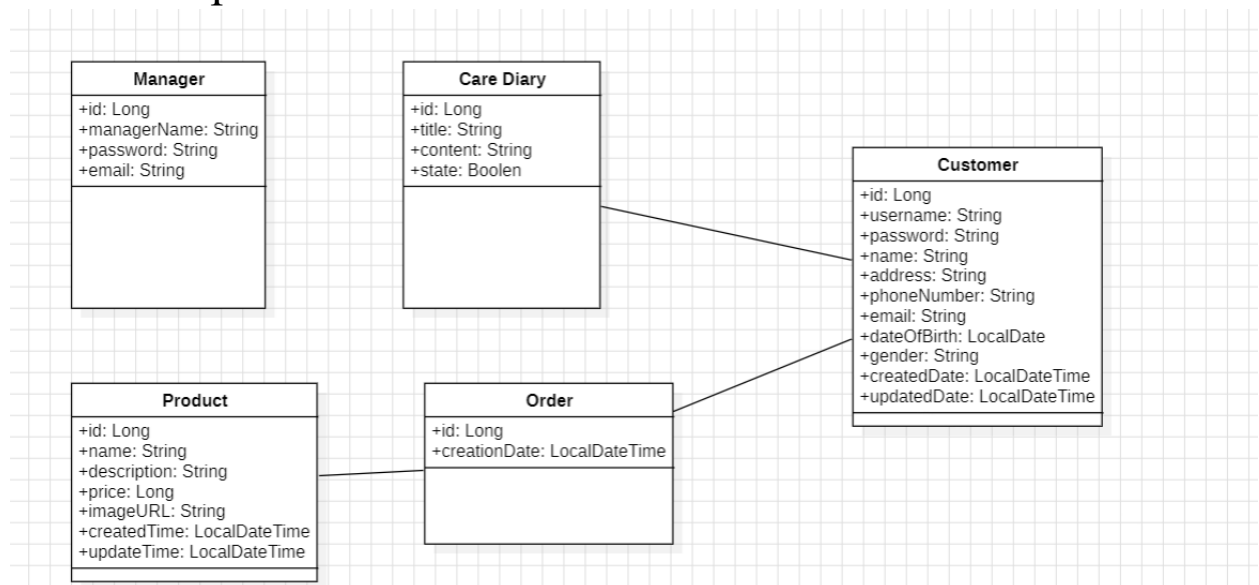 Manager
+id: Long
+managerName: String
+password: String
+email: String
Care Diary
+id: Long
+title: String
+content: String
+state: Boolen
Customer
+id: Long
+username: String
+password: String
+name: String
+address: String
+phoneNumber: String
+email: String
+dateOfBirth: LocalDate
+gender: String
+createdDate: LocalDateTime
+updatedDate: LocalDateTime
Product
+id: Long
+name: String
+description: String
+price: Long
+imageURL: String
+createdTime: LocalDateTime
+updateTime: LocalDateTime
Order
+id: Long
+creationDate: LocalDateTime